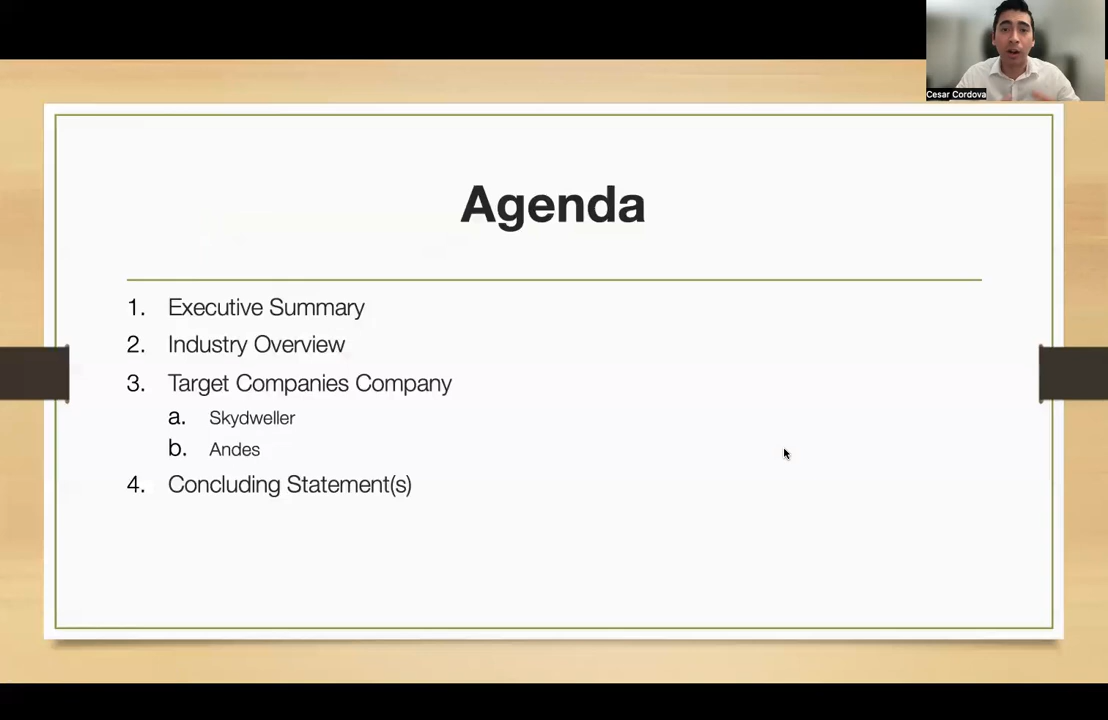 Cesar Cordova
Agenda
1. Executive Summary
2. Industry Overview
3. Target Companies Company
a. Skydweller
b. Andes
4. Concluding Statement(s)